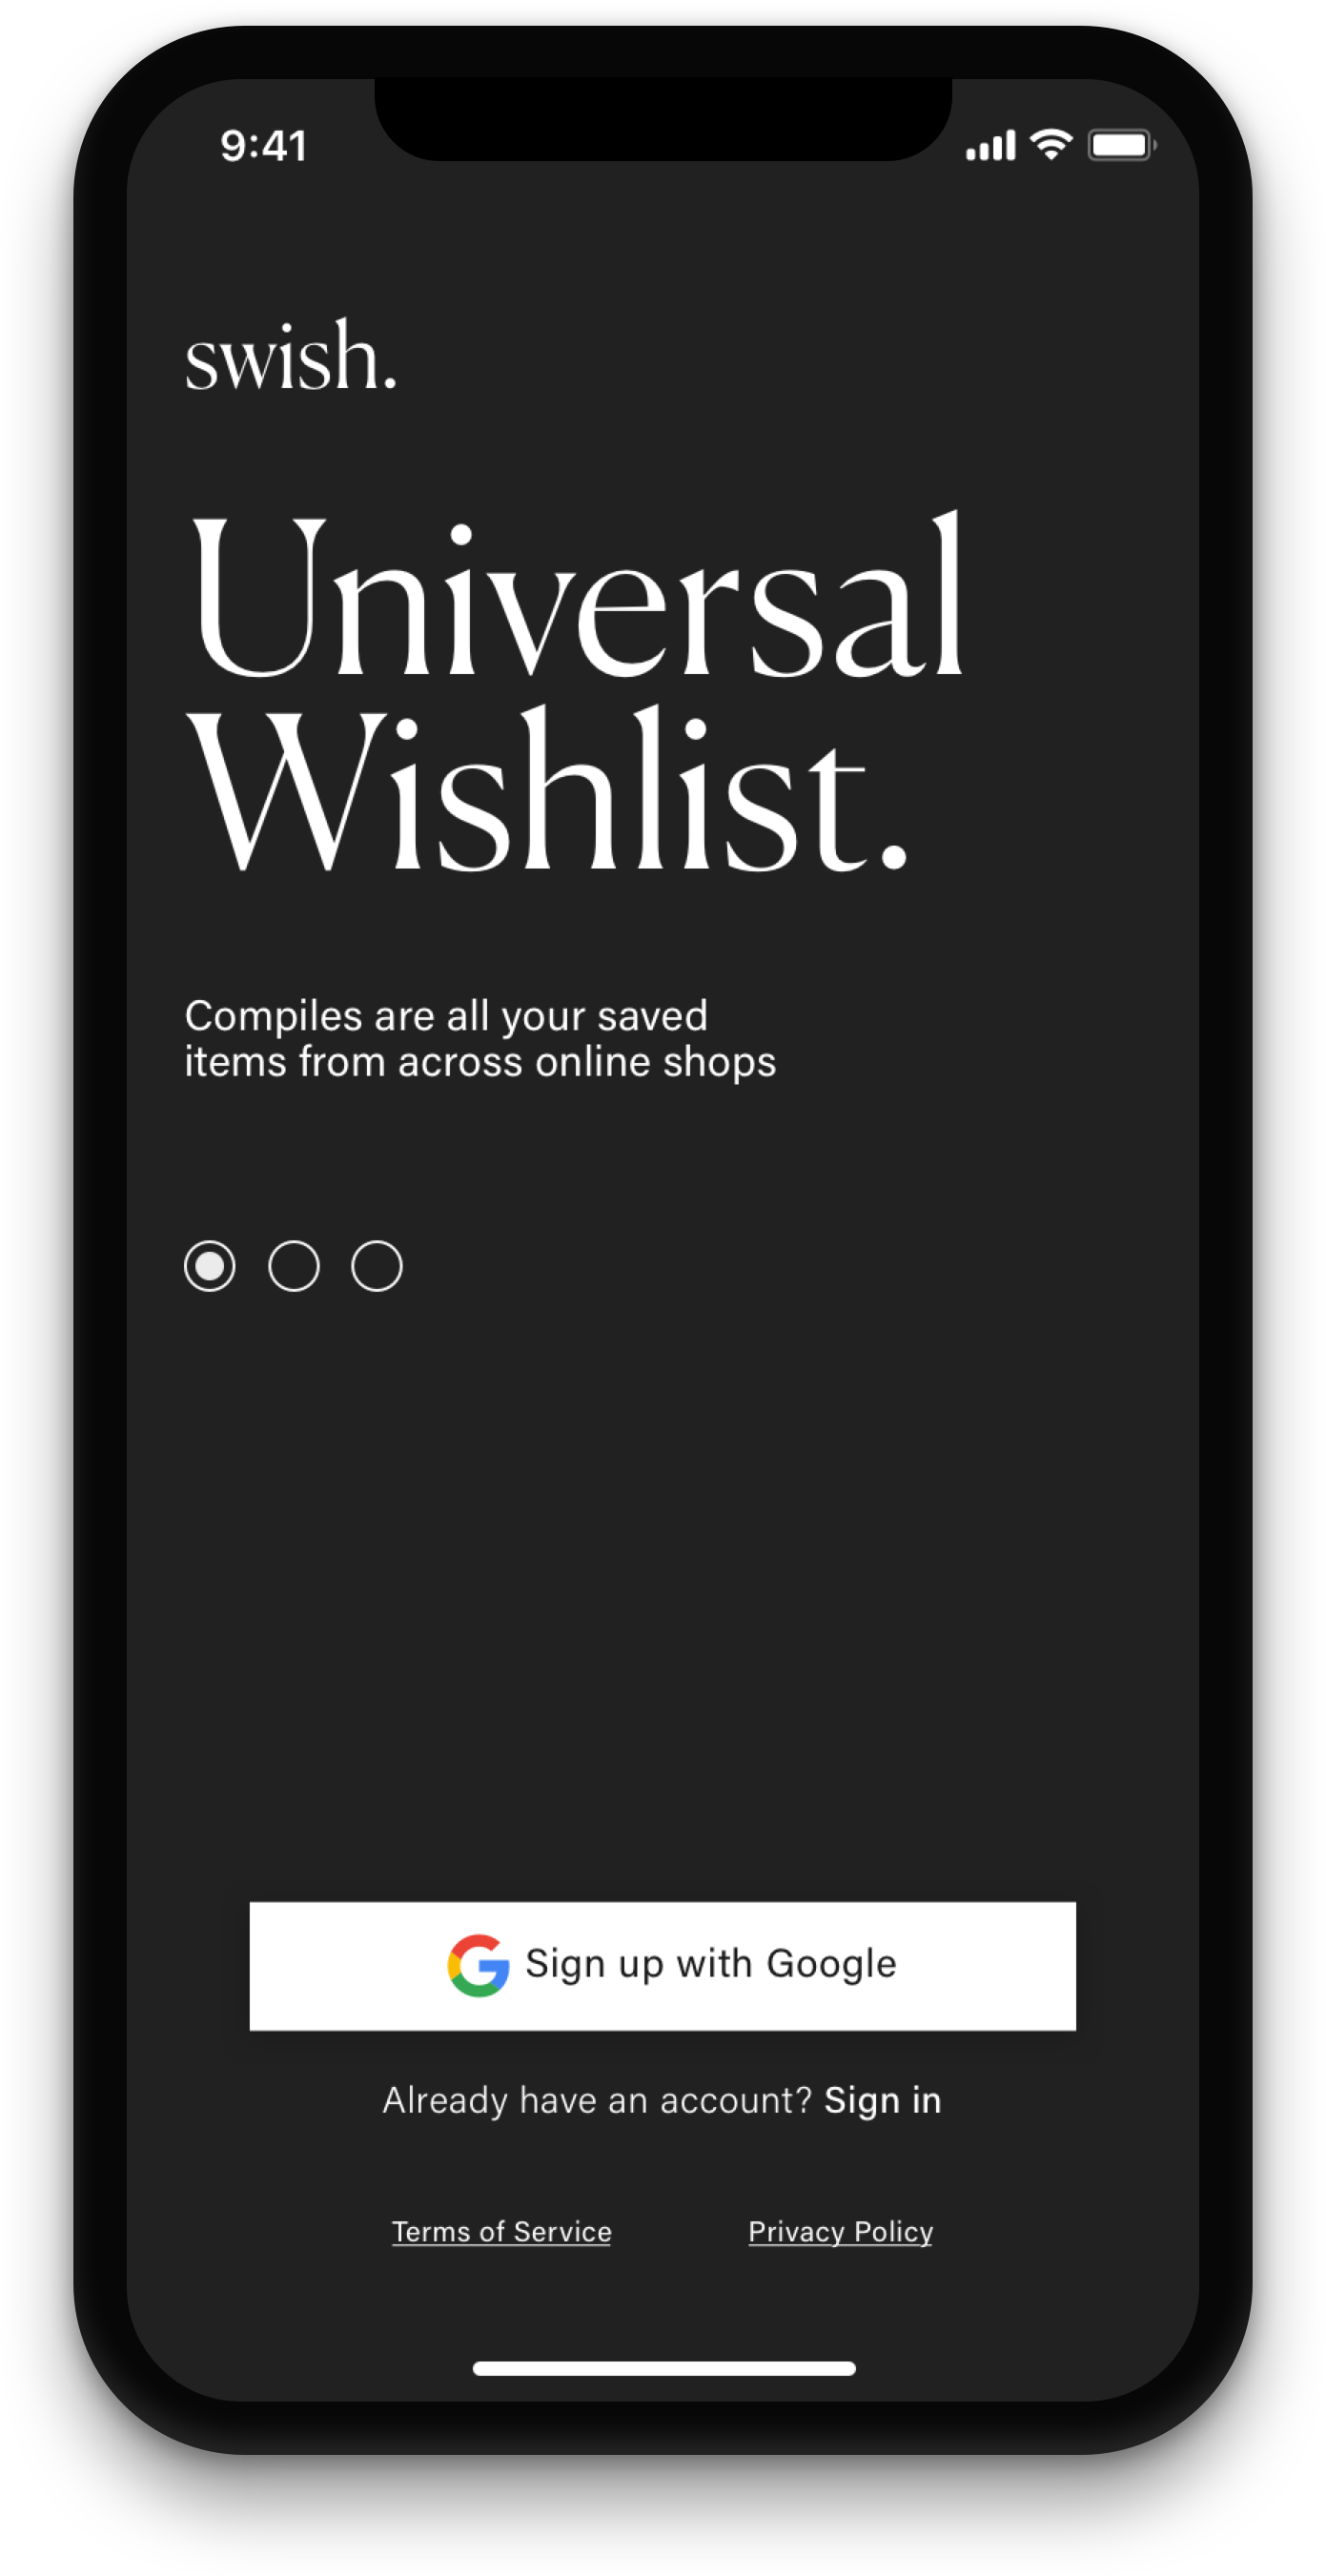 9:41
swish.
Universal
Wishlist.
Compiles are all your saved
items from across online shops
Sign up with Google
Already have an account? Sign in
Terms of Service Privacy Policy